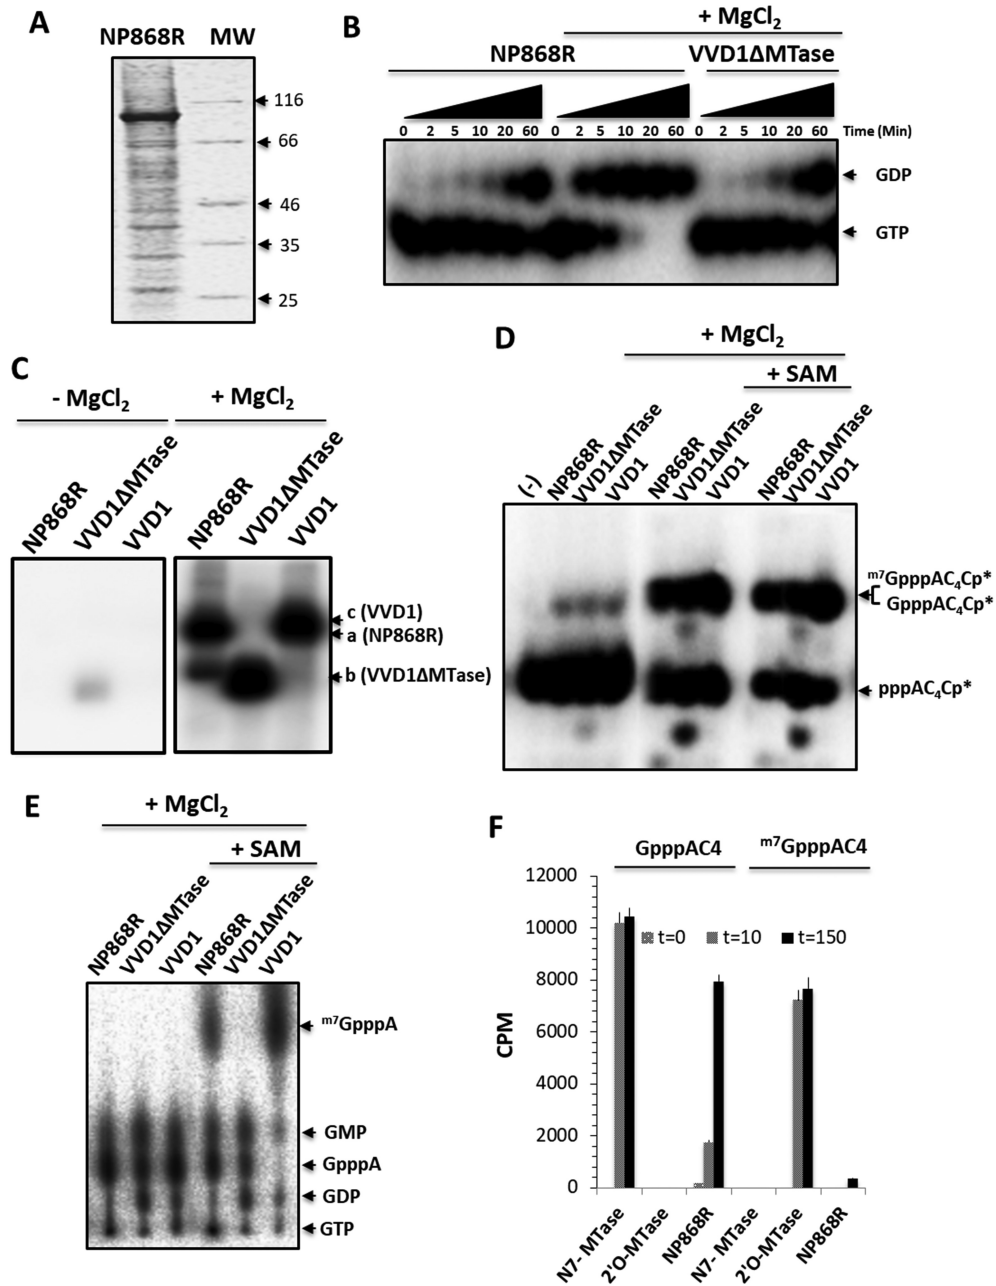 A
NP868R MW
116
66
46
35
25
B
+ MgCl2
NP868R VVD1ΔMTase
0 2 5 10 20 60 0 2 5 10 20 60 0 2 5 10 20 60 Time (Min)
GDP
GTP
C
- MgCl2 + MgCl2
NP868R VVD1ΔMTase VVD1 NP868R VVD1ΔMTase VVD1
c (VVD1)
a (NP868R)
b (VVD1ΔMTase)
D
+ MgCl2
+ SAM
(-) NP868R VVD1ΔMTase VVD1 NP868R VVD1ΔMTase VVD1 NP868R VVD1ΔMTase VVD1
m7GpppAC4Cp*
GpppAC4Cp*
pppAC4Cp*
E
+ MgCl2
+ SAM
NP868R VVD1ΔMTase VVD1 NP868R VVD1ΔMTase VVD1
m7GpppA
GMP
GpppA
GDP
GTP
F
GpppAC4 m7GpppAC4
12000
10000
8000
6000
4000
2000
0
CPM
t=0 t=10 t=150
N7- MTase 2'O-MTase NP868R N7- MTase 2'O-MTase NP868R